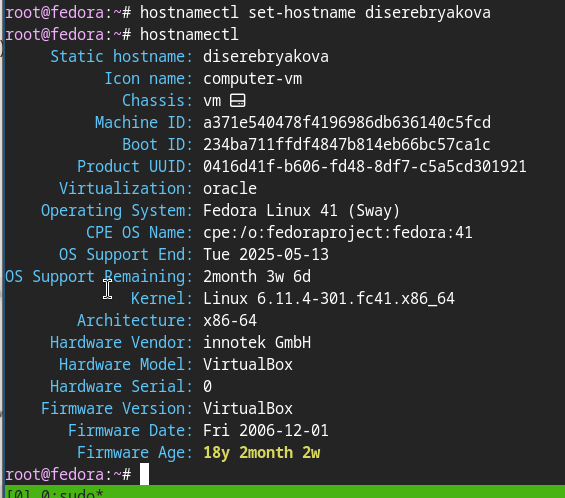 root@fedora:~# hostnamectl set-hostname diserebryakova
root@fedora:~# hostnamectl
Static hostname: diserebryakova
Icon name: computer-vm
Chassis: vm 🖴
Machine ID: a371e540478f4196986db636140c5fcd
Boot ID: 234ba711ffdf4847b814eb66bc57ca1c
Product UUID: 0416d41f-b606-fd48-8df7-c5a5cd301921
Virtualization: oracle
Operating System: Fedora Linux 41 (Sway)
CPE OS Name: cpe:/o:fedoraproject:fedora:41
OS Support End: Tue 2025-05-13
OS Support Remaining: 2month 3w 6d
Kernel: Linux 6.11.4-301.fc41.x86_64
Architecture: x86-64
Hardware Vendor: innotek GmbH
Hardware Model: VirtualBox
Hardware Serial: 0
Firmware Version: VirtualBox
Firmware Date: Fri 2006-12-01
Firmware Age: 18y 2month 2w
root@fedora:~#
[0] 0:sudo*